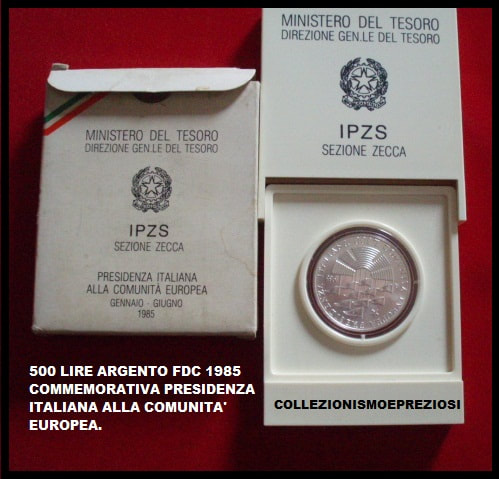 MINISTERO DEL TESORO
DIREZIONE GEN.LE DEL TESORO
IPZS
SEZIONE ZECCA
MINISTERO DEL TESORO
DIREZIONE GEN.LE DEL TESORO
IPZS
SEZIONE ZECCA
PRESIDENZA ITALIANA
ALLA COMUNITÀ EUROPEA
GENNAIO - GIUGNO
1985
500 LIRE ARGENTO FDC 1985
COMMEMORATIVA PRESIDENZA
ITALIANA ALLA COMUNITA'
EUROPEA.
COLLEZIONISMOEPREZIOSI